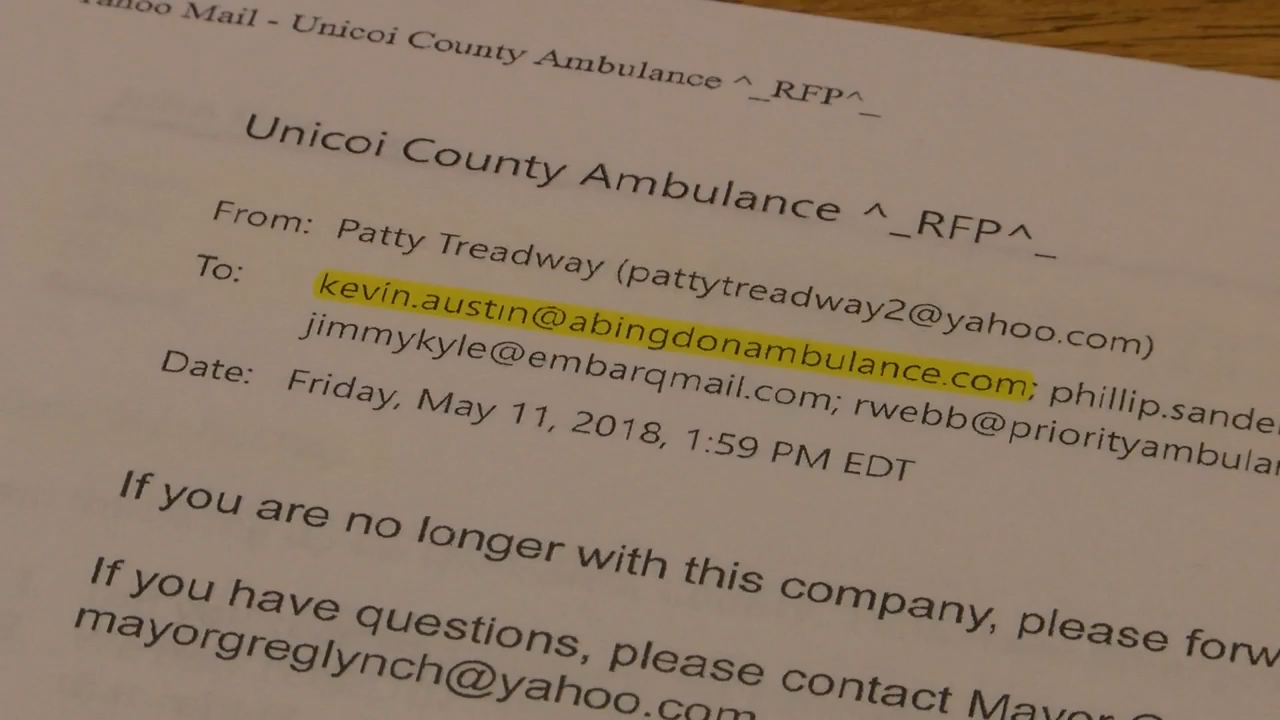 Yahoo Mail - Unicoi County Ambulance ^_RFP^_
Unicoi County Ambulance ^_RFP^_
From: Patty Treadway (pattytreadway2@yahoo.com)
To: kevin.austin@abingdonambulance.com; phillip.sande
jimmykyle@embarqmail.com; rwebb@priorityambula
Date: Friday, May 11, 2018, 1:59 PM EDT
If you are no longer with this company, please forw
If you have questions, please contact Mayor
mayorgreglynch@yahoo.com